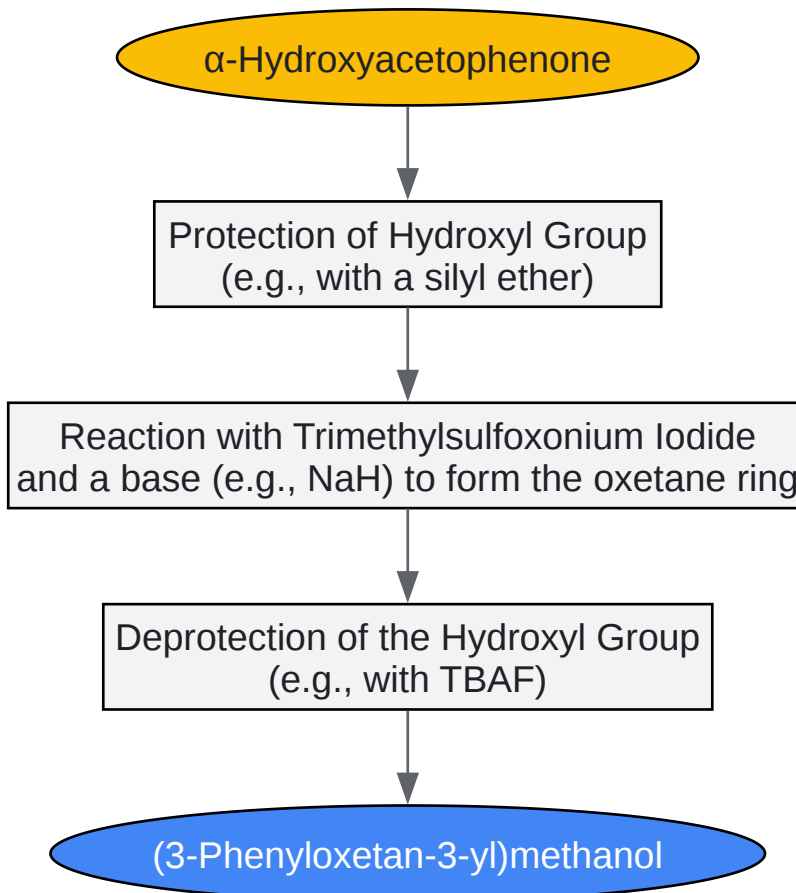 α-Hydroxyacetophenone
Protection of Hydroxyl Group
(e.g., with a silyl ether)
Reaction with Trimethylsulfoxonium Iodide
and a base (e.g., NaH) to form the oxetane ring
Deprotection of the Hydroxyl Group
(e.g., with TBAF)
(3-Phenyloxetan-3-yl)methanol